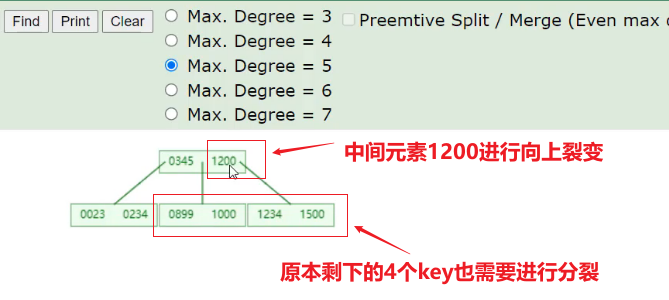 Find Print Clear
Max. Degree = 3
Preemtive Split / Merge (Even max
Max. Degree = 4
Max. Degree = 5
Max. Degree = 6
Max. Degree = 7
0345 1200
中间元素1200进行向上裂变
0023 0234 0899 1000 1234 1500
原本剩下的4个key也需要进行分裂